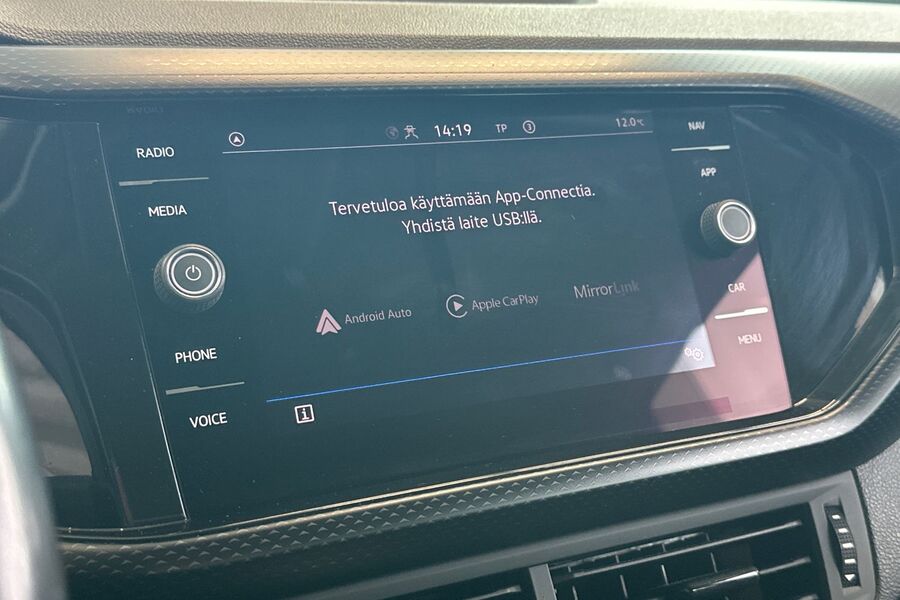 RADIO
MEDIA
PHONE
VOICE
14:19 TP 3 12.0°C
Tervetuloa käyttämään App-Connectia.
Yhdistä laite USB:llä.
Android Auto Apple CarPlay MirrorLink
i
NAV
APP
CAR
MENU